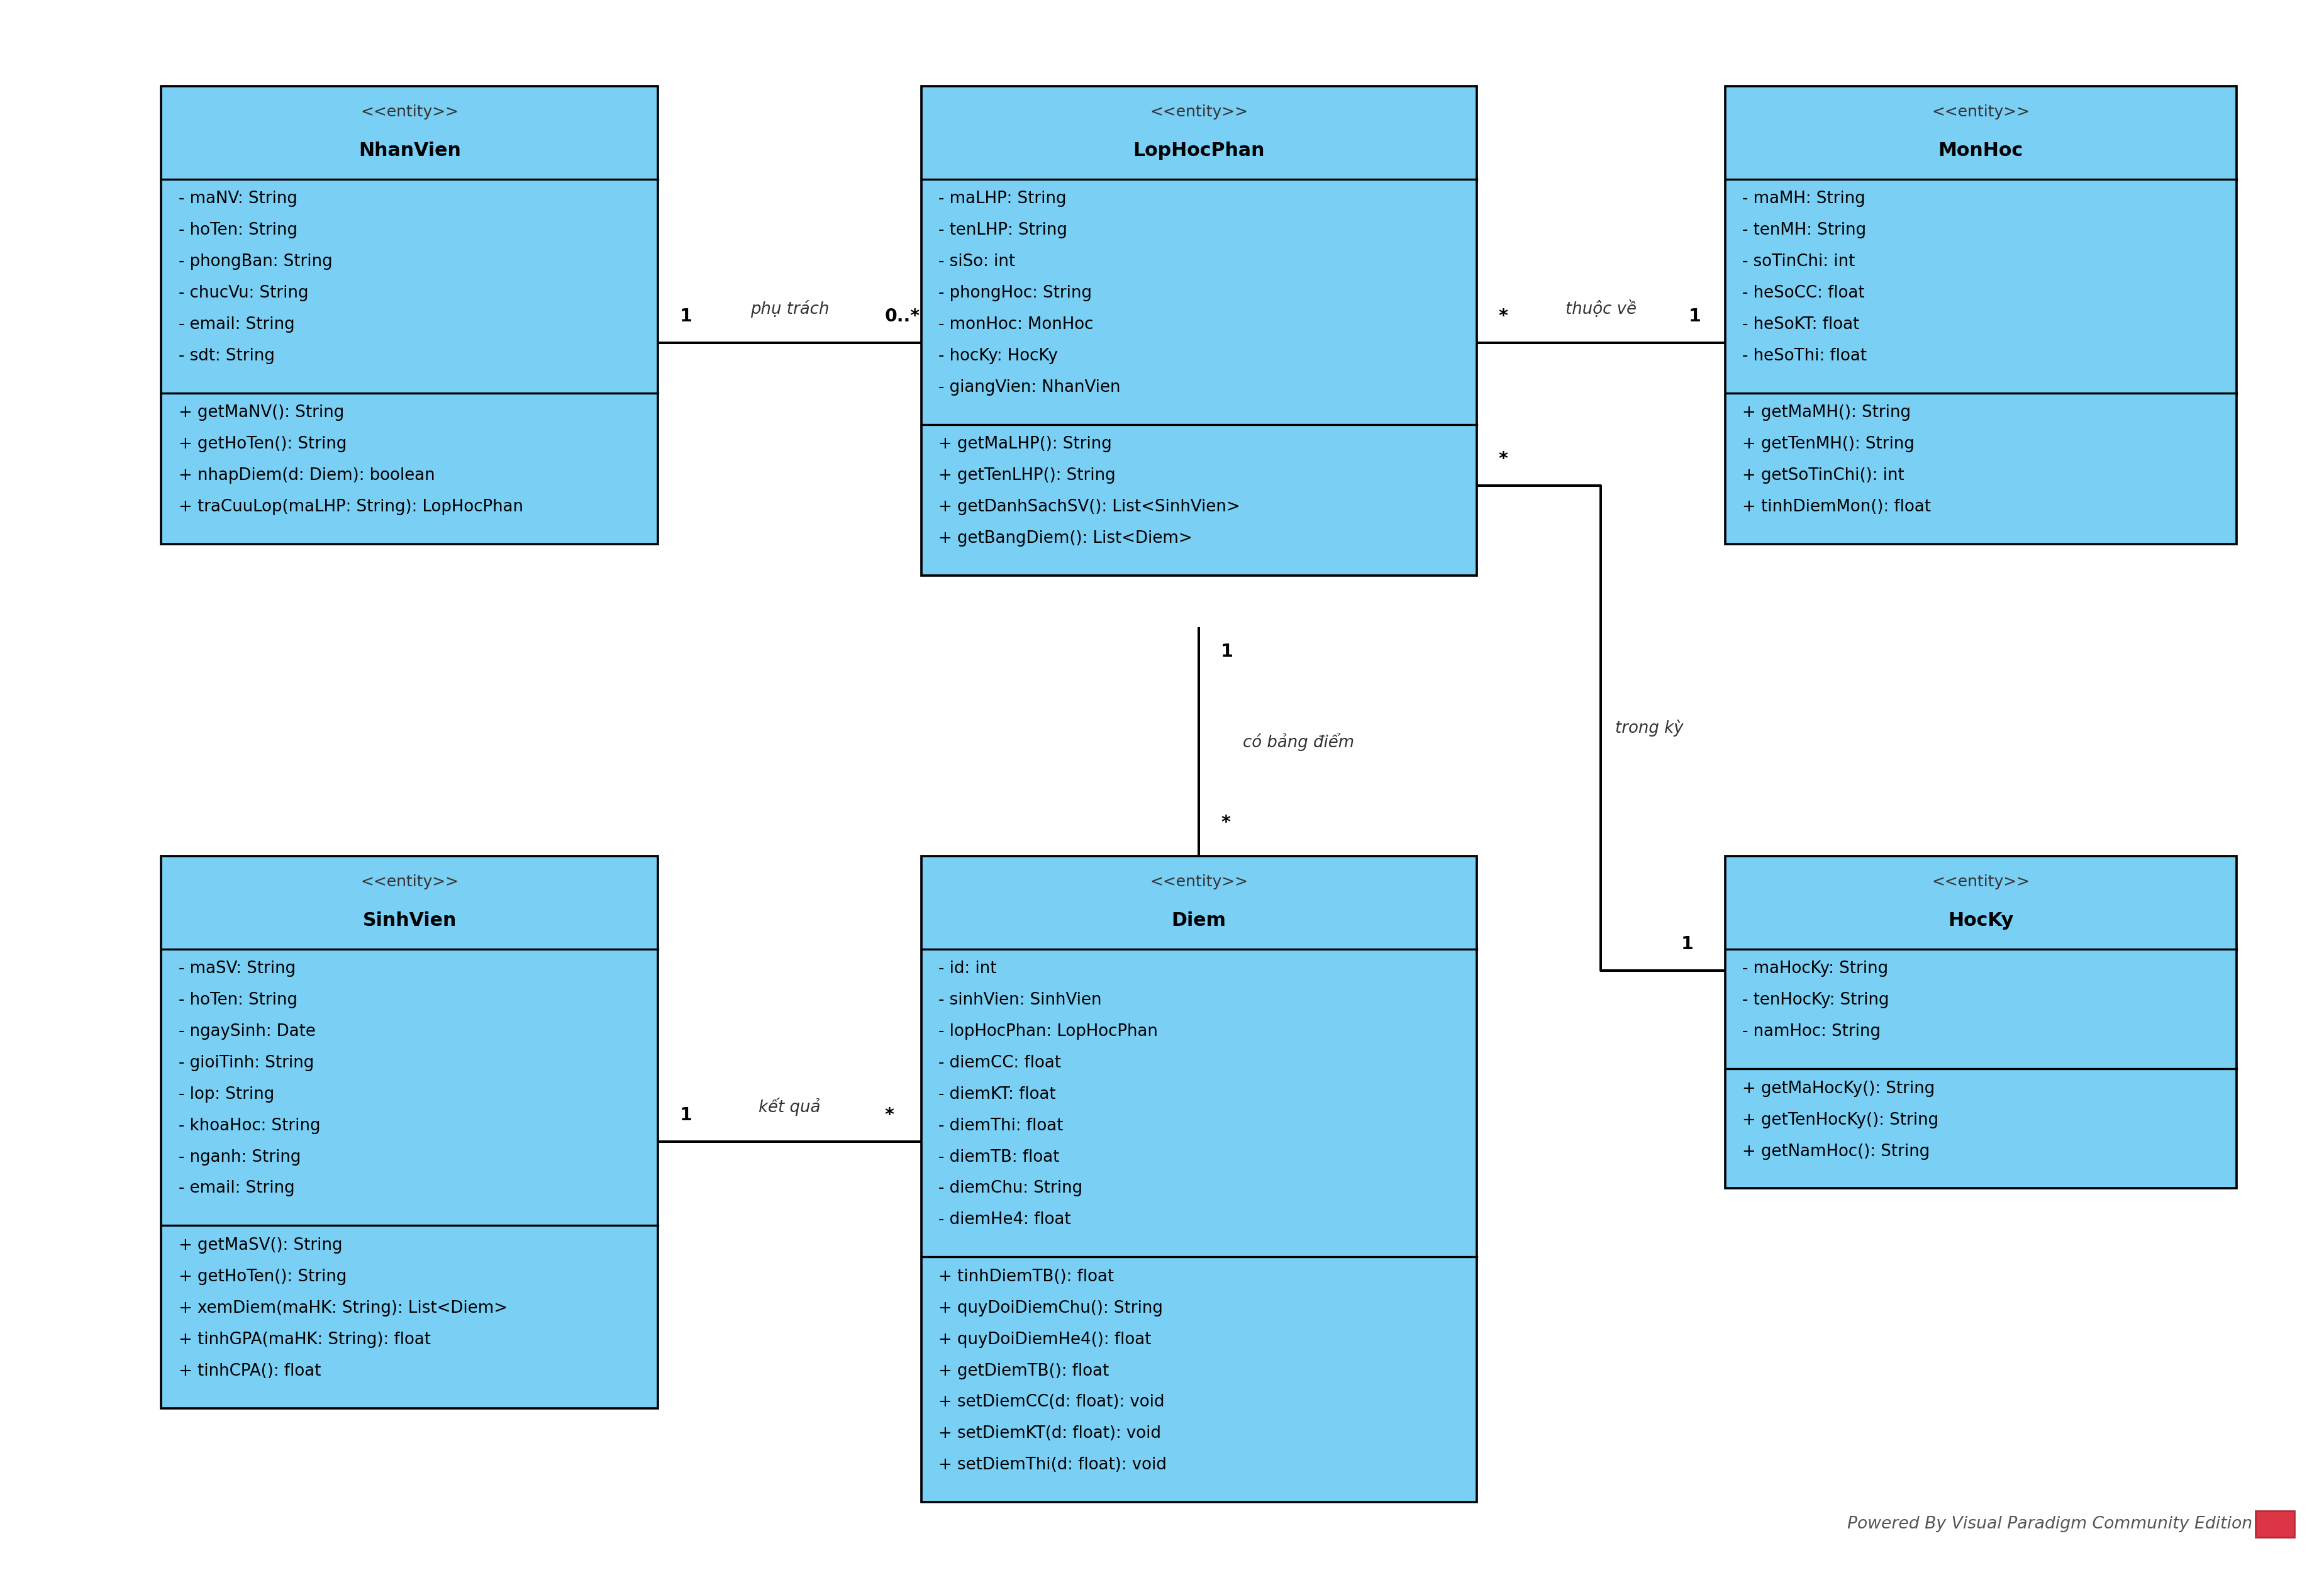 <<entity>>
NhanVien
- maNV: String
- hoTen: String
- phongBan: String
- chucVu: String
- email: String
- sdt: String
+ getMaNV(): String
+ getHoTen(): String
+ nhapDiem(d: Diem): boolean
+ traCuuLop(maLHP: String): LopHocPhan
1
phụ trách
0..*
<<entity>>
LopHocPhan
- maLHP: String
- tenLHP: String
- siSo: int
- phongHoc: String
- monHoc: MonHoc
- hocKy: HocKy
- giangVien: NhanVien
+ getMaLHP(): String
+ getTenLHP(): String
+ getDanhSachSV(): List<SinhVien>
+ getBangDiem(): List<Diem>
*
thuộc về
1
<<entity>>
MonHoc
- maMH: String
- tenMH: String
- soTinChi: int
- heSoCC: float
- heSoKT: float
- heSoThi: float
+ getMaMH(): String
+ getTenMH(): String
+ getSoTinChi(): int
+ tinhDiemMon(): float
*
trong kỳ
1
1
có bảng điểm
*
<<entity>>
SinhVien
- maSV: String
- hoTen: String
- ngaySinh: Date
- gioiTinh: String
- lop: String
- khoaHoc: String
- nganh: String
- email: String
+ getMaSV(): String
+ getHoTen(): String
+ xemDiem(maHK: String): List<Diem>
+ tinhGPA(maHK: String): float
+ tinhCPA(): float
1
kết quả
*
<<entity>>
Diem
- id: int
- sinhVien: SinhVien
- lopHocPhan: LopHocPhan
- diemCC: float
- diemKT: float
- diemThi: float
- diemTB: float
- diemChu: String
- diemHe4: float
+ tinhDiemTB(): float
+ quyDoiDiemChu(): String
+ quyDoiDiemHe4(): float
+ getDiemTB(): float
+ setDiemCC(d: float): void
+ setDiemKT(d: float): void
+ setDiemThi(d: float): void
<<entity>>
HocKy
- maHocKy: String
- tenHocKy: String
- namHoc: String
+ getMaHocKy(): String
+ getTenHocKy(): String
+ getNamHoc(): String
Powered By Visual Paradigm Community Edition